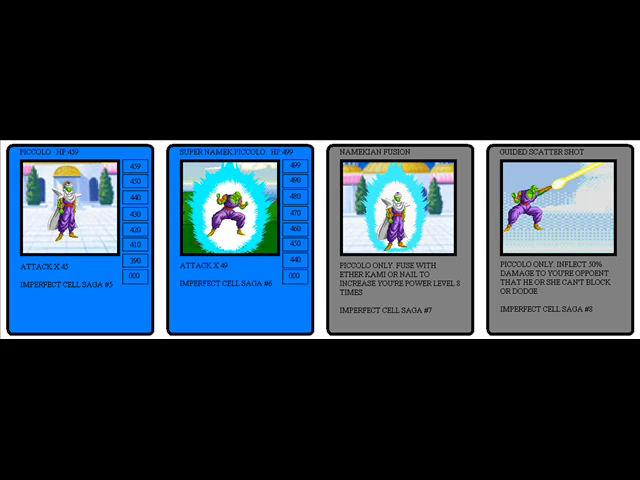 PICCOLO HP 459
459
450
440
430
420
410
390
000
ATTACK X 45
IMPERFECT CELL SAGA #5
SUPER NAMEK PICCOLO HP 499
499
490
480
470
460
450
440
000
ATTACK X 49
IMPERFECT CELL SAGA #6
NAMEKIAN FUSION
PICCOLO ONLY. FUSE WITH
ETHER KAMI OR NAIL TO
INCREASE YOU'RE POWER LEVEL 8
TIMES
IMPERFECT CELL SAGA #7
GUIDED SCATTER SHOT
PICCOLO ONLY. INFLECT 50%
DAMAGE TO YOU'RE OPPOENT
THAT HE OR SHE CAN'T BLOCK
OR DODGE
IMPERFECT CELL SAGA #8